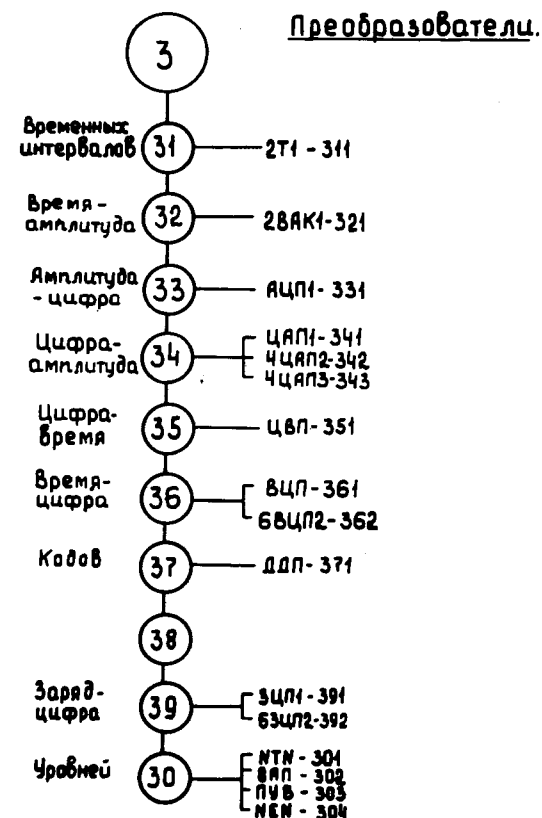 Преобразователи.
3
Временных
интервалов
31
2Т1 - 311
Время-
амплитуда
32
2ВАК1-321
Амплитуда
-цифра
33
АЦП1-331
Цифра-
амплитуда
34
ЦАП1-341
4ЦАП2-342
4ЦАП3-343
Цифра-
время
35
ЦВП-351
Время-
цифра
36
ВЦП-361
6ВЦП2-362
Кодов
37
ДДП-371
38
Заряд-
цифра
39
ЗЦП1-391
6ЗЦП2-392
Уровней
30
NTN - 301
8АП - 302
ПУВ - 303
NEN - 304